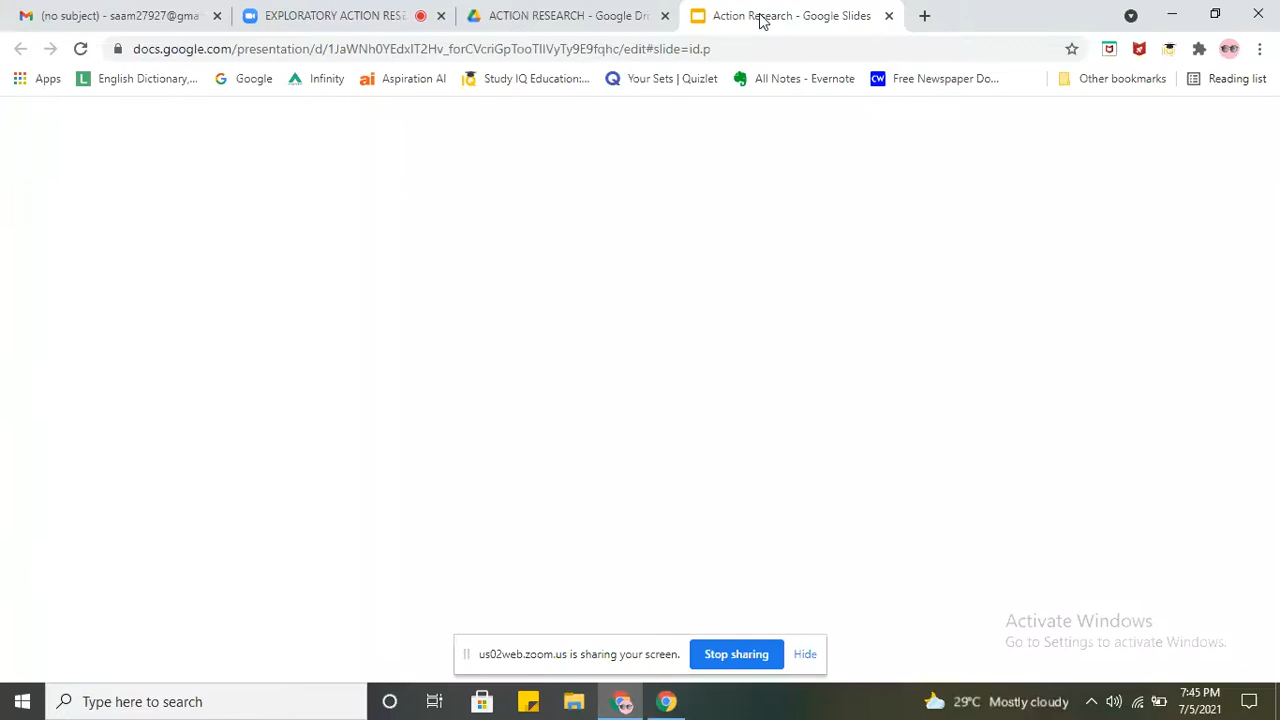 (no subject) - saam27927@gma
EXPLORATORY ACTION RES
ACTION RESEARCH - Google Dr
Action Research - Google Slides
docs.google.com/presentation/d/1JaWNh0YEdxIT2Hv_forCVcnGpTooTIIVyTy9E9fqhc/edit#slide=id.p
Apps
English Dictionary,...
Google
Infinity
ai Aspiration AI
Study IQ Education:...
Your Sets | Quizlet
All Notes - Evernote
CW Free Newspaper Do...
Other bookmarks
Reading list
Activate Windows
Go to Settings to activate Windows.
us02web.zoom.us is sharing your screen.
Stop sharing
Hide
Type here to search
29°C Mostly cloudy
7:45 PM
7/5/2021